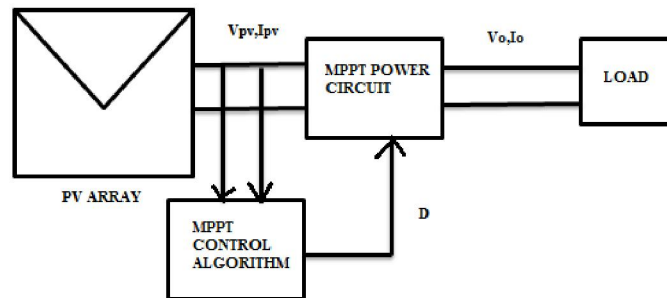 Vpv,Ipv
Vo,Io
MPPT POWER
CIRCUIT
LOAD
PV ARRAY
MPPT
CONTROL
ALGORITHM
D